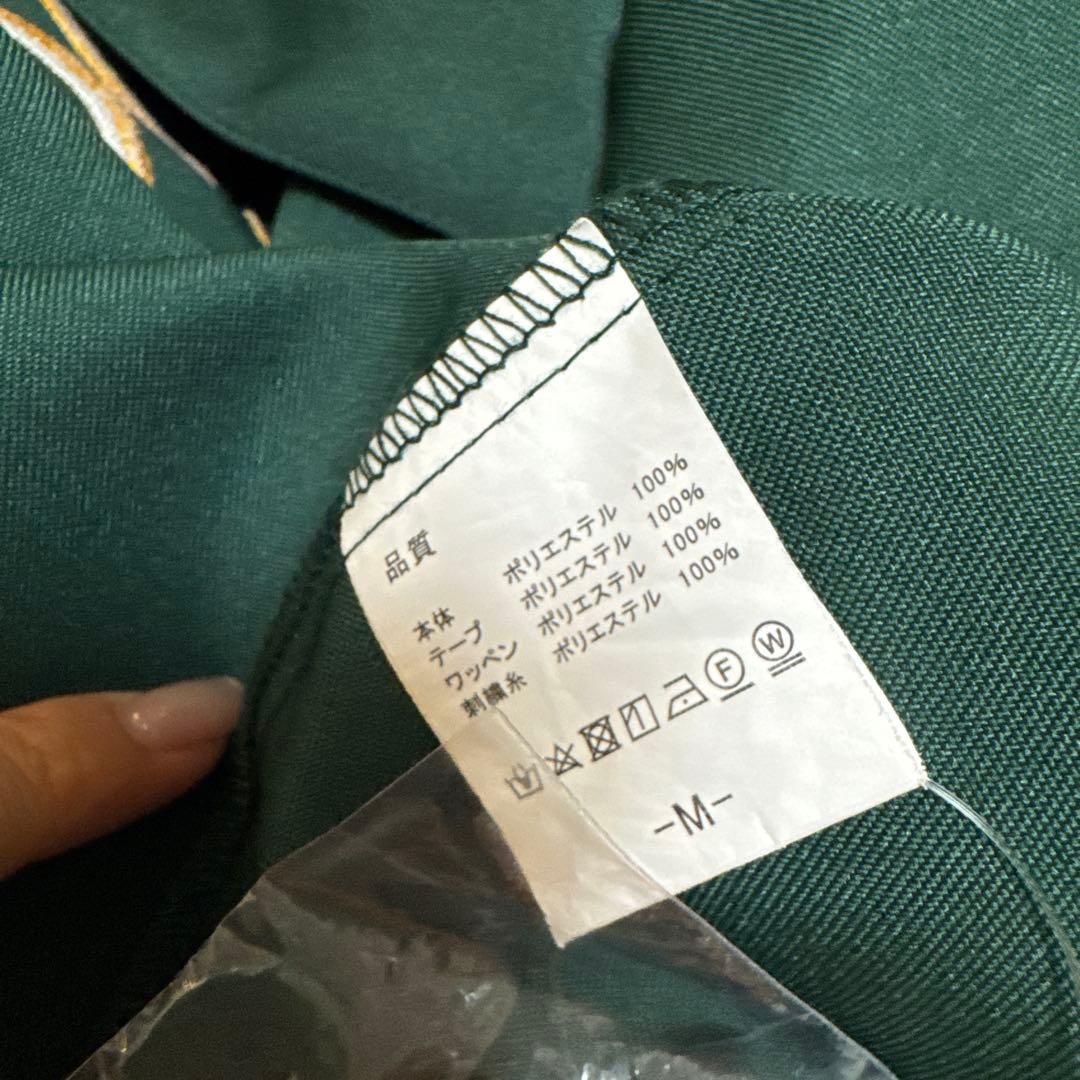 品質
本体 ポリエステル 100%
テープ ポリエステル 100%
ワッペン ポリエステル 100%
刺繍糸 ポリエステル 100%
F W
-M-